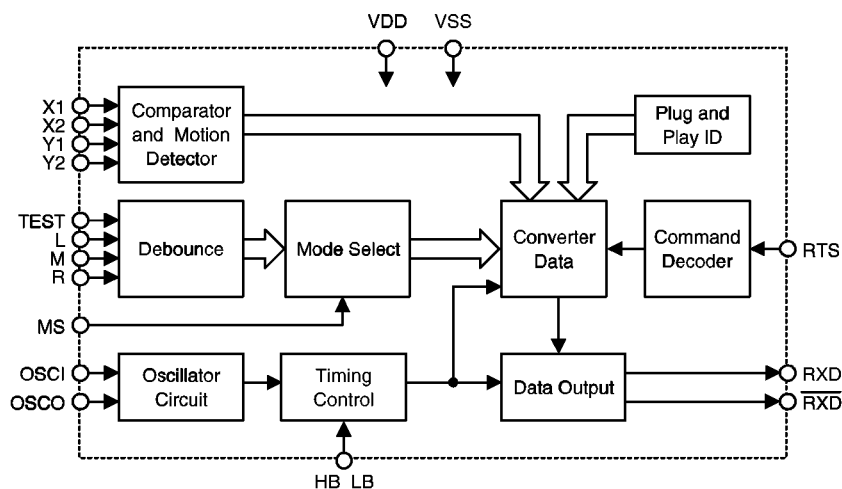 VDD VSS
X1
X2
Y1
Y2
Comparator
and Motion
Detector
Plug and
Play ID
TEST
L
M
R
Debounce
Mode Select
Converter
Data
Command
Decoder
RTS
MS
OSCI
OSCO
Oscillator
Circuit
Timing
Control
Data Output
RXD
R̅X̅D̅
HB LB